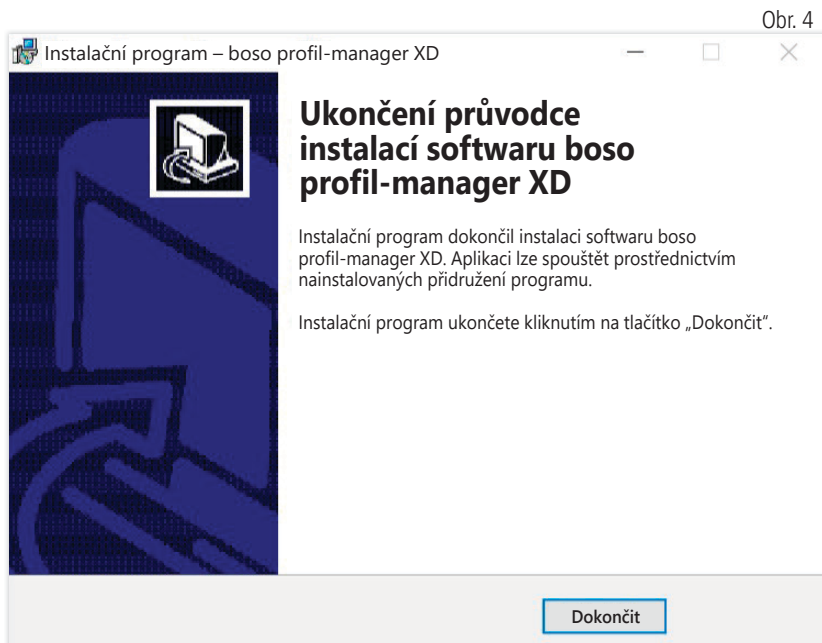 Obr. 4
Instalační program – boso profil-manager XD
Ukončení průvodce
instalací softwaru boso
profil-manager XD
Instalační program dokončil instalaci softwaru boso
profil-manager XD. Aplikaci lze spouštět prostřednictvím
nainstalovaných přidružení programu.
Instalační program ukončete kliknutím na tlačítko „Dokončit“.
Dokončit